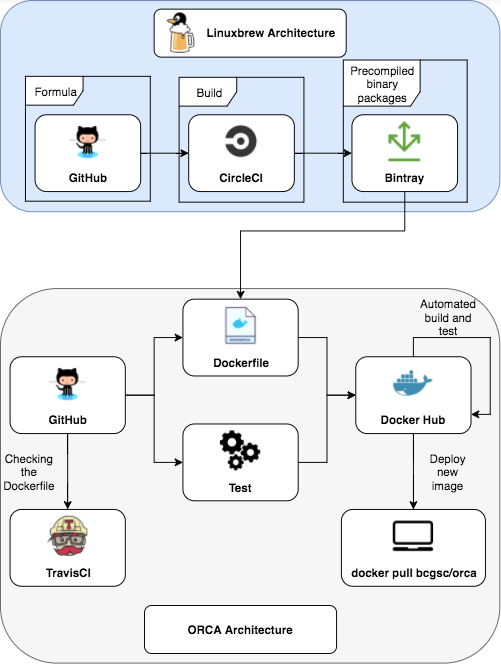 Linuxbrew Architecture
Formula
Build
Precompiled
binary
packages
GitHub
CircleCI
Bintray
Automated
build and
test
Dockerfile
GitHub
Docker Hub
Checking
the
Dockerfile
Test
Deploy
new
image
TravisCI
docker pull bcgsc/orca
ORCA Architecture